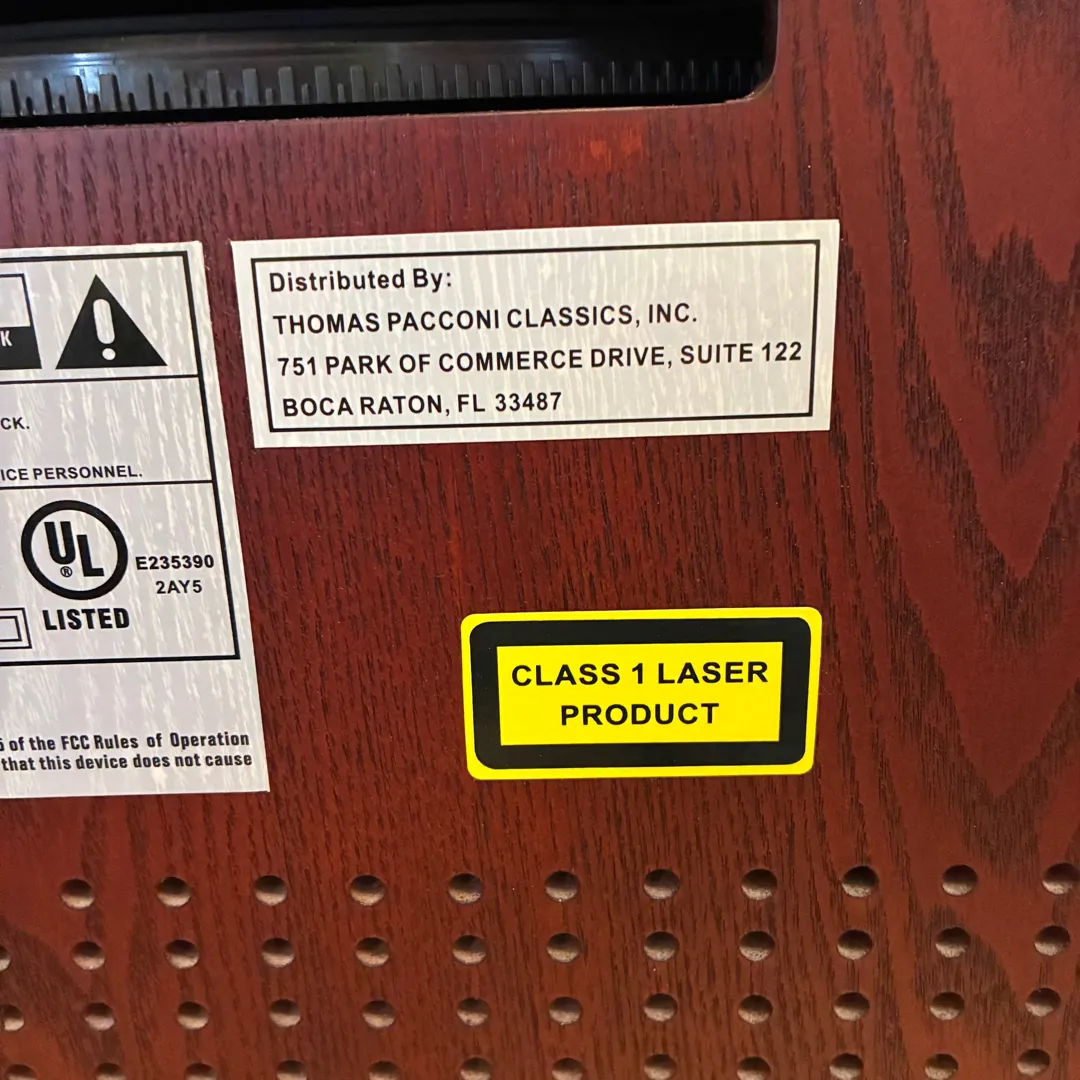 Distributed By:
THOMAS PACCONI CLASSICS, INC.
751 PARK OF COMMERCE DRIVE, SUITE 122
BOCA RATON, FL 33487
K
CK.
ICE PERSONNEL.
UL
®
E235390
2AY5
LISTED
of the FCC Rules of Operation
that this device does not cause
CLASS 1 LASER
PRODUCT